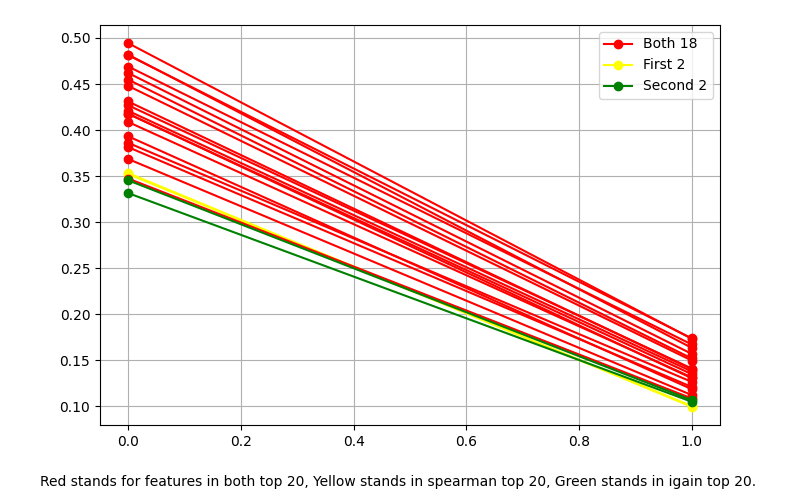 0.50
0.45
0.40
0.35
0.30
0.25
0.20
0.15
0.10
Both 18
First 2
Second 2
0.0 0.2 0.4 0.6 0.8 1.0
Red stands for features in both top 20, Yellow stands in spearman top 20, Green stands in igain top 20.